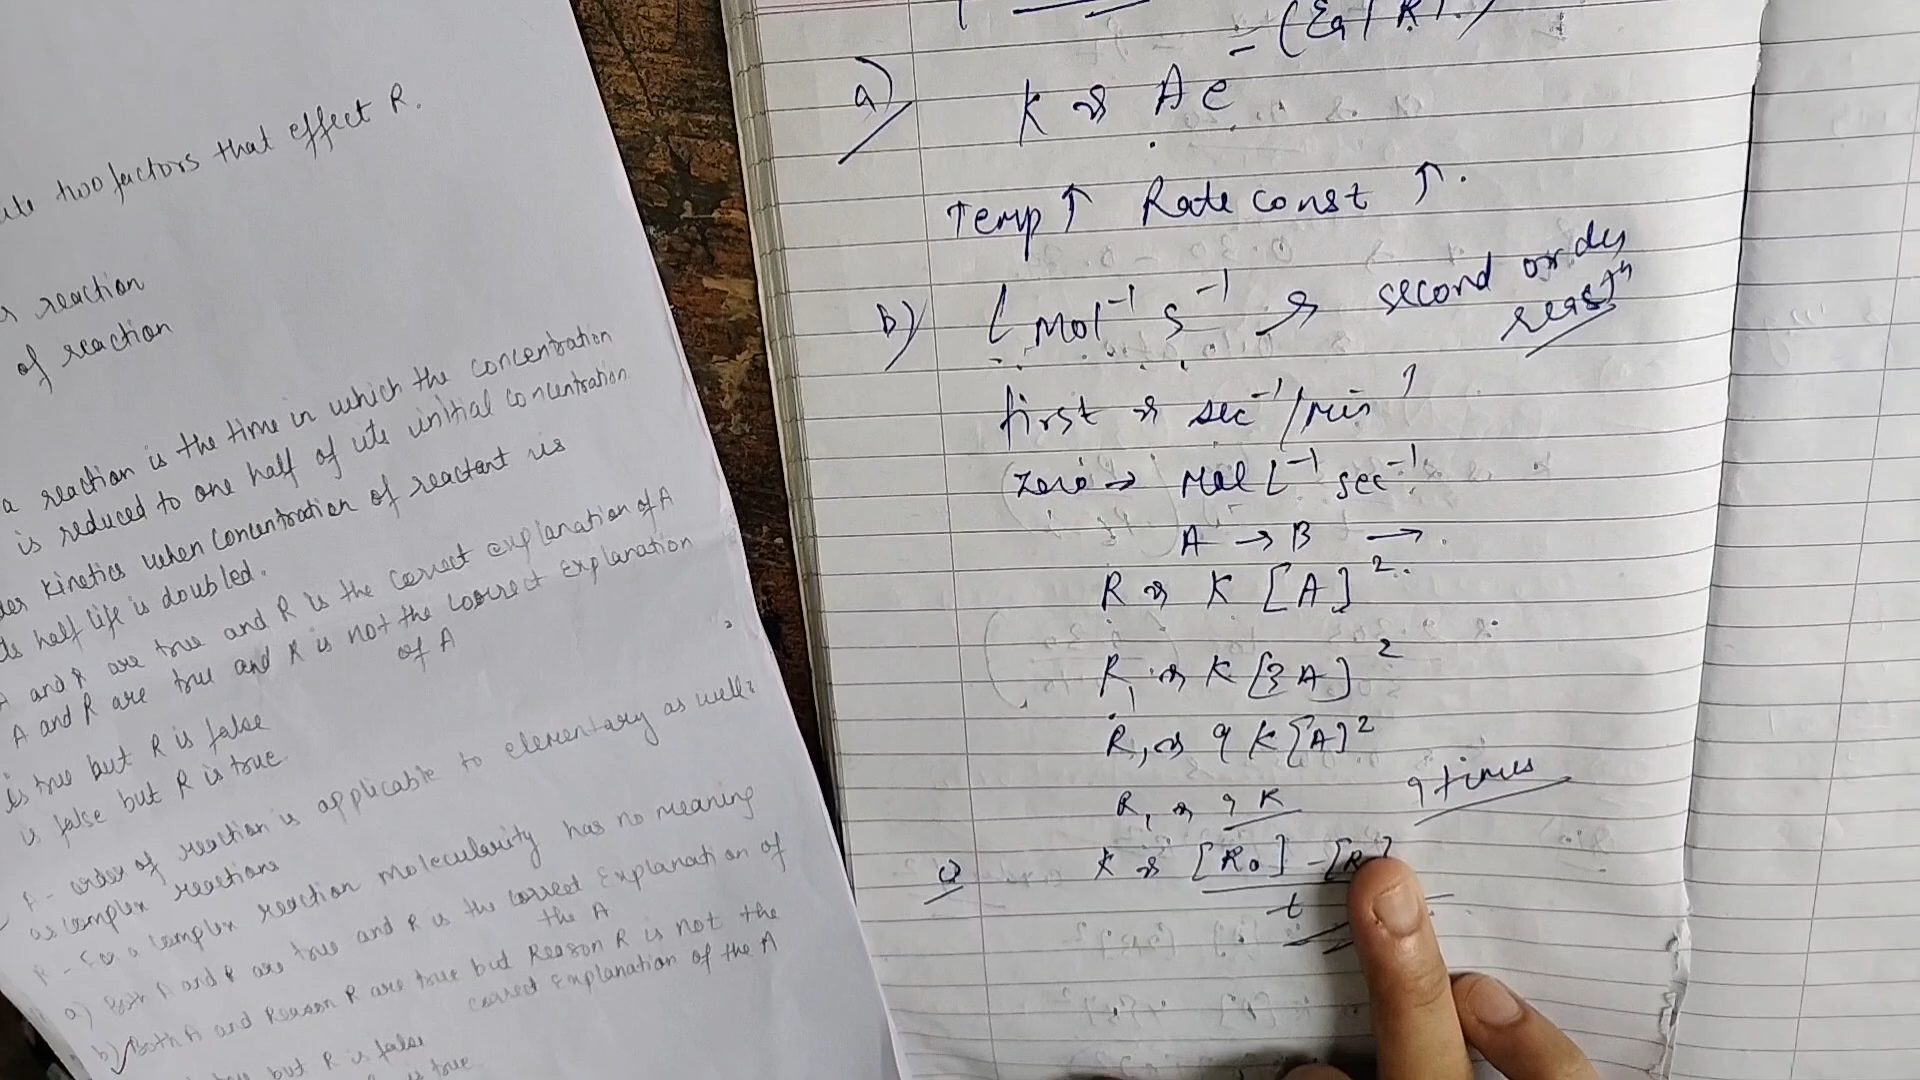 two factors that effect R.
reaction
of reaction
a reaction is the time in which the concentration
is reduced to one half of its initial concentration
kinetics when concentration of reactant is
half life is doubled.
A and R are true and R is the correct explanation of A
A and R are true and R is not the correct explanation
of A
is true but R is false
is false but R is true
A - order of reaction is applicable to elementary as well
as complex reactions
R - For a complex reaction molecularity has no meaning
a) Both A and R are true and R is the correct Explanation of
the A
b) Both A and Reason R are true but Reason R is not the
correct Explanation of the A
but R is false
is true
-(Ea/R
a) K = A e
Temp ↑ Rate const ↑.
b) L mol⁻¹ s⁻¹ → second order
first → sec⁻¹/min⁻¹
zero → Mol L⁻¹ sec⁻¹
A → B →
R = K [A]²
R₁ = K [3A]²
R₁ = 9 K [A]²
R₁ = 9 K 9 times
c) K = [R₀] - [R]
t